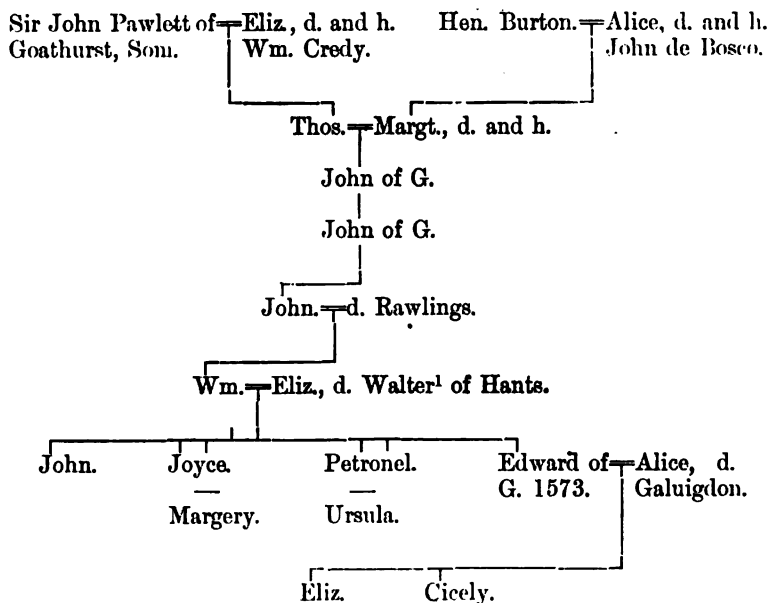 Sir John Pawlett of═Eliz., d. and h. Hen. Burton.═Alice, d. and h.
Goathurst, Som. Wm. Credy. John de Bosco.
Thos.═Margt., d. and h.
John of G.
John of G.
John.═d. Rawlings.
Wm.═Eliz., d. Walter¹ of Hants.
John. Joyce. Petronel. Edward of═Alice, d.
G. 1573. Galuigdon.
Margery. Ursula.
Eliz. Cicely.